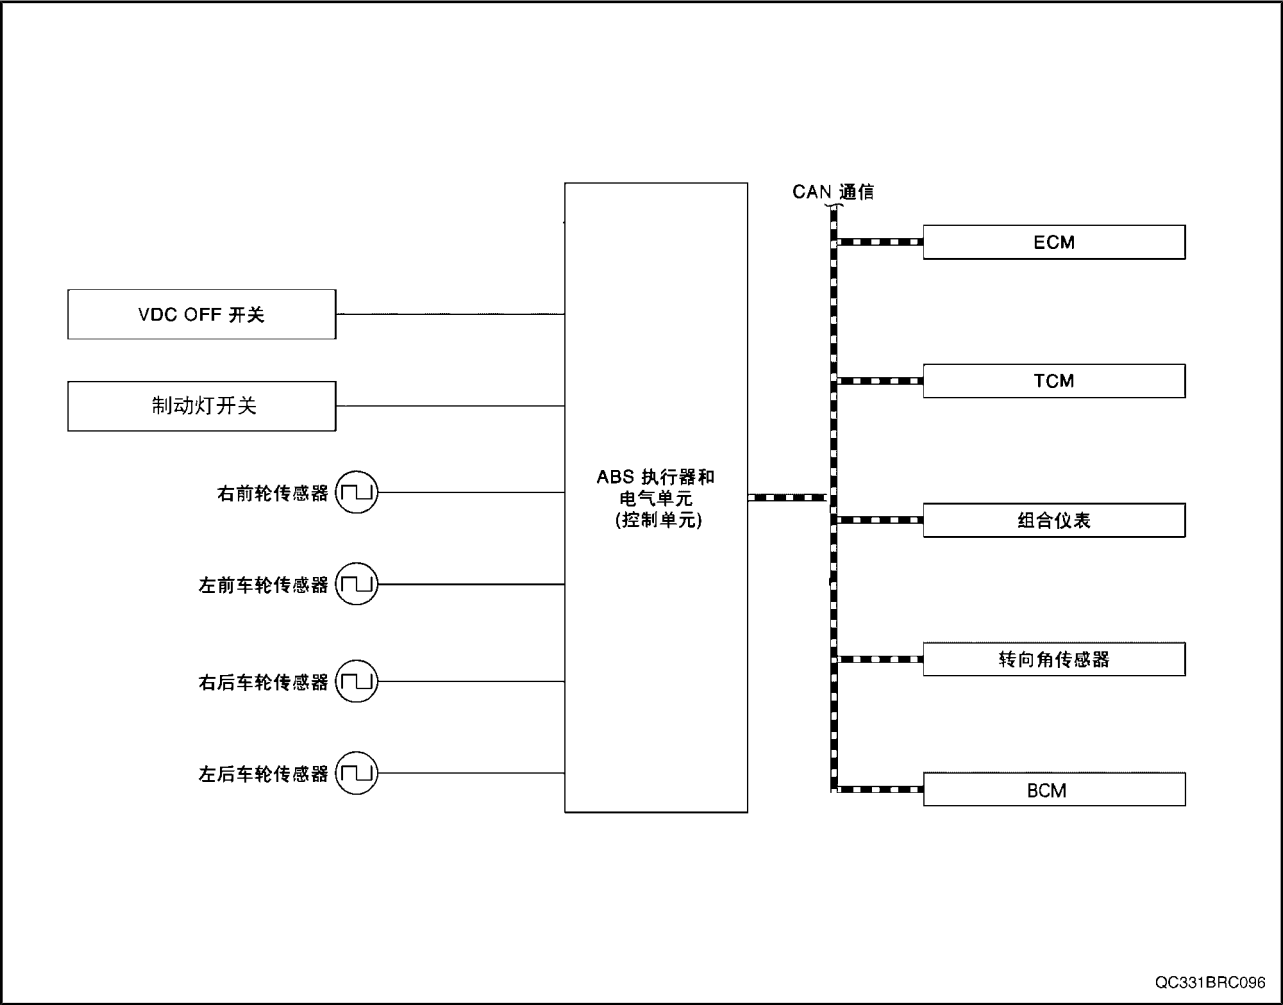 CAN 通信
ECM
VDC OFF 开关
TCM
制动灯开关
ABS 执行器和
电气单元
(控制单元)
右前轮传感器
组合仪表
左前车轮传感器
转向角传感器
右后车轮传感器
左后车轮传感器
BCM
QC331BRC096